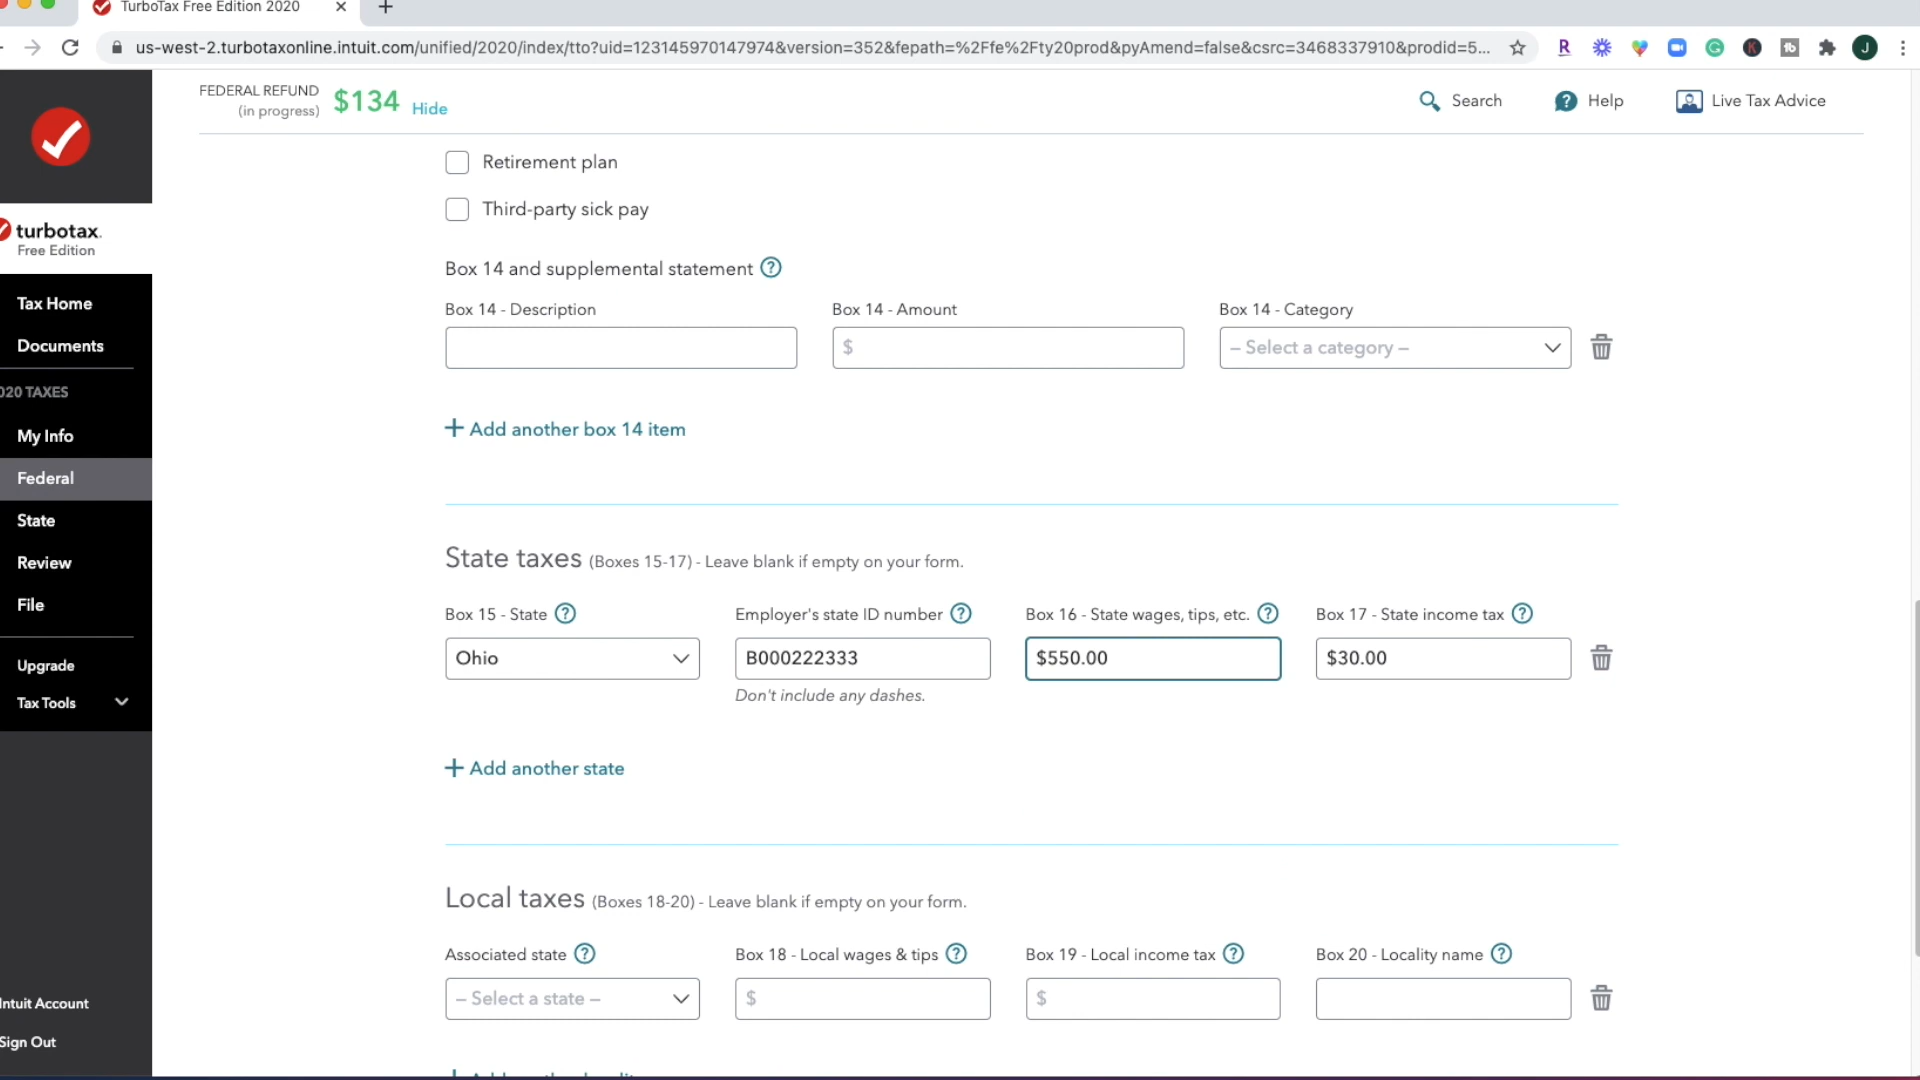 TurboTax Free Edition 2020
us-west-2.turbotaxonline.intuit.com/unified/2020/index/tto?uid=123145970147974&version=352&fepath=%2Ffe%2Fty20prod&pyAmend=false&csrc=3468337910&prodid=5...
R
K
J
FEDERAL REFUND
(in progress)
$134
Hide
Search
Help
Live Tax Advice
turbotax.
Free Edition
Tax Home
Documents
020 TAXES
My Info
Federal
State
Review
File
Upgrade
Tax Tools
Intuit Account
Sign Out
Retirement plan
Third-party sick pay
Box 14 and supplemental statement ?
Box 14 - Description
Box 14 - Amount
Box 14 - Category
$
– Select a category –
+ Add another box 14 item
State taxes (Boxes 15-17) - Leave blank if empty on your form.
Box 15 - State ?
Employer's state ID number ?
Box 16 - State wages, tips, etc. ?
Box 17 - State income tax ?
Ohio
B000222333
$550.00
$30.00
Don't include any dashes.
+ Add another state
Local taxes (Boxes 18-20) - Leave blank if empty on your form.
Associated state ?
Box 18 - Local wages & tips ?
Box 19 - Local income tax ?
Box 20 - Locality name ?
– Select a state –
$
$